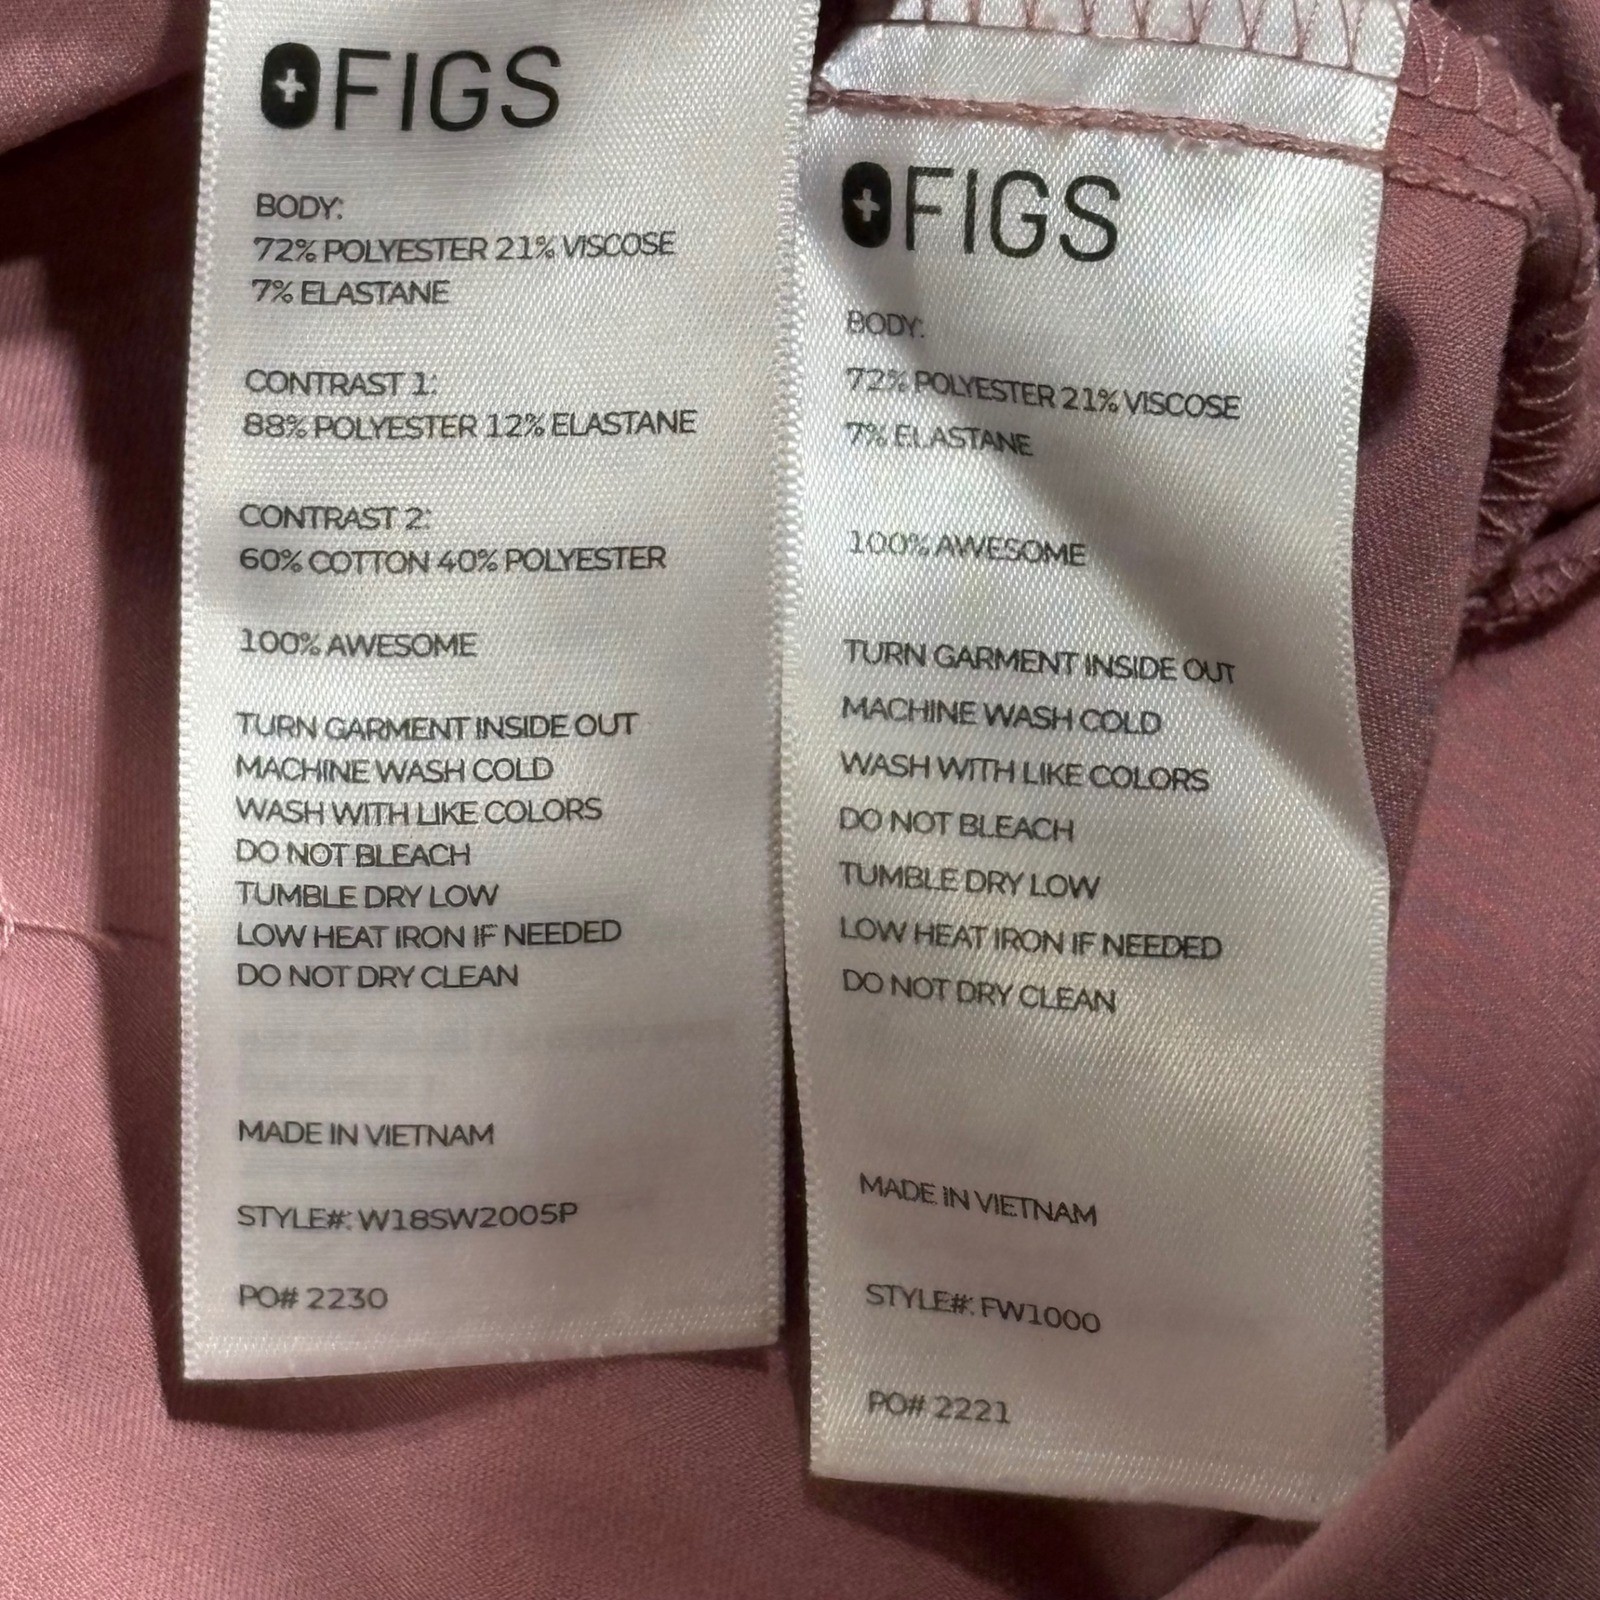 FIGS
BODY:
72% POLYESTER 21% VISCOSE
7% ELASTANE
CONTRAST 1:
88% POLYESTER 12% ELASTANE
CONTRAST 2:
60% COTTON 40% POLYESTER
100% AWESOME
TURN GARMENT INSIDE OUT
MACHINE WASH COLD
WASH WITH LIKE COLORS
DO NOT BLEACH
TUMBLE DRY LOW
LOW HEAT IRON IF NEEDED
DO NOT DRY CLEAN
MADE IN VIETNAM
STYLE#: W18SW2005P
PO# 2230
FIGS
BODY:
72% POLYESTER 21% VISCOSE
7% ELASTANE
100% AWESOME
TURN GARMENT INSIDE OUT
MACHINE WASH COLD
WASH WITH LIKE COLORS
DO NOT BLEACH
TUMBLE DRY LOW
LOW HEAT IRON IF NEEDED
DO NOT DRY CLEAN
MADE IN VIETNAM
STYLE#: FW1000
PO# 2221